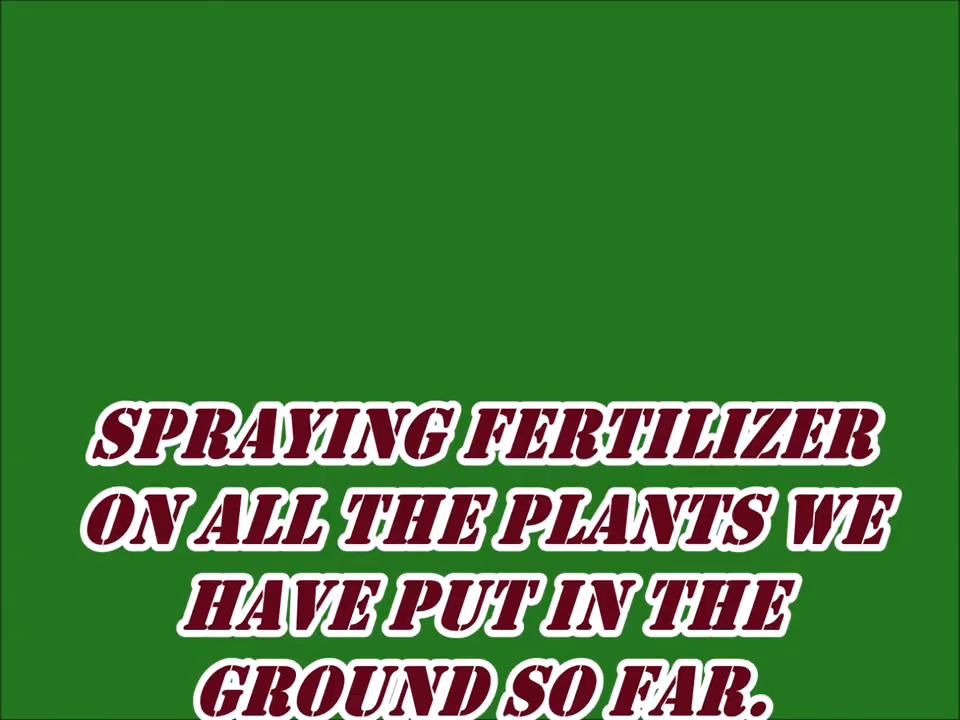 SPRAYING FERTILIZER
ON ALL THE PLANTS WE
HAVE PUT IN THE
GROUND SO FAR.